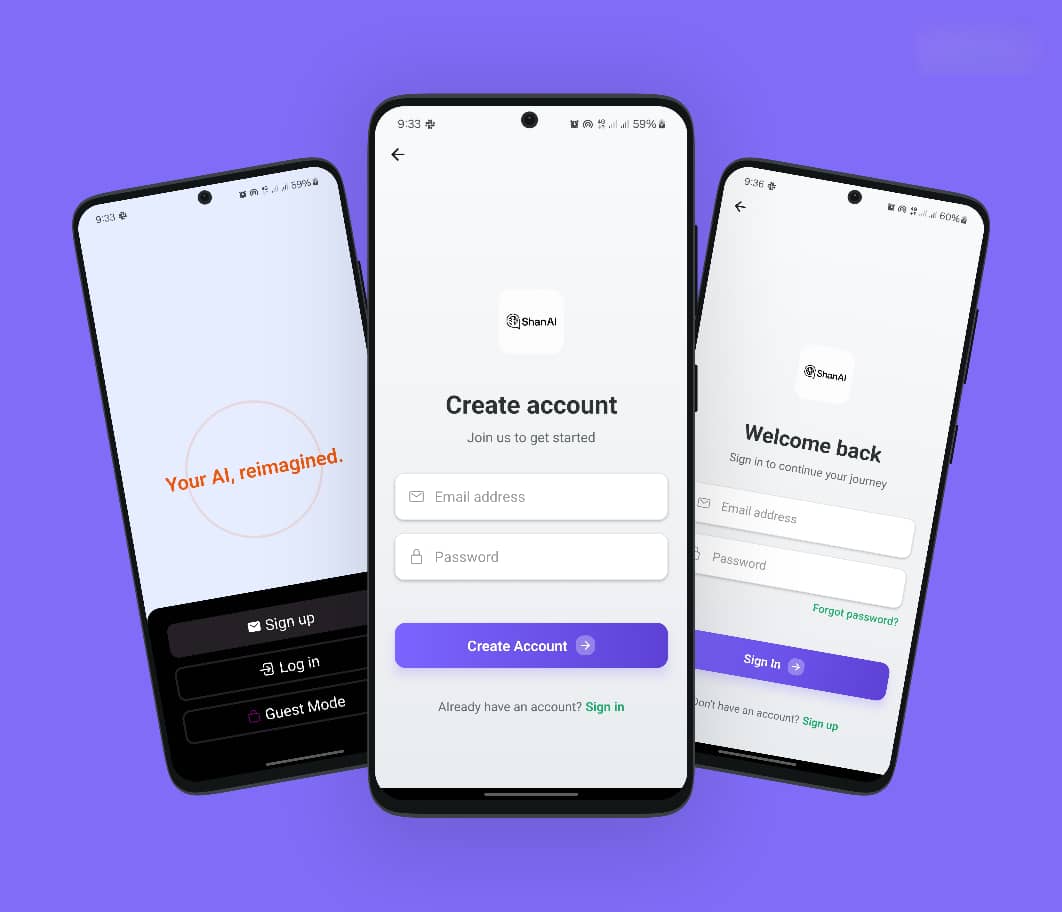 9:33
59%
Your AI, reimagined.
Sign up
Log in
Guest Mode
9:33
59%
ShanAI
Create account
Join us to get started
Email address
Password
Create Account
Already have an account? Sign in
9:36
60%
ShanAI
Welcome back
Sign in to continue your journey
Email address
Password
Forgot password?
Sign In
Don't have an account? Sign up